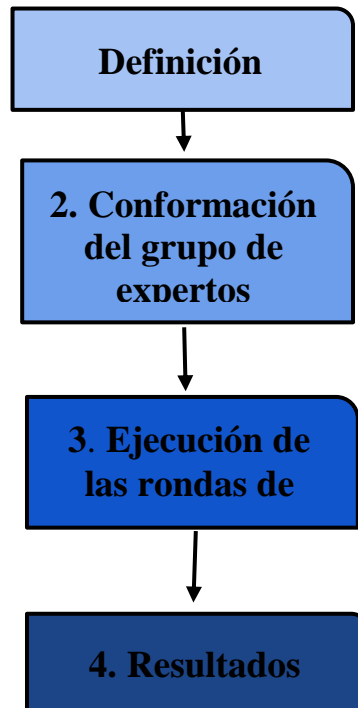 Definición
2. Conformación
del grupo de
expertos
3. Ejecución de
las rondas de
4. Resultados